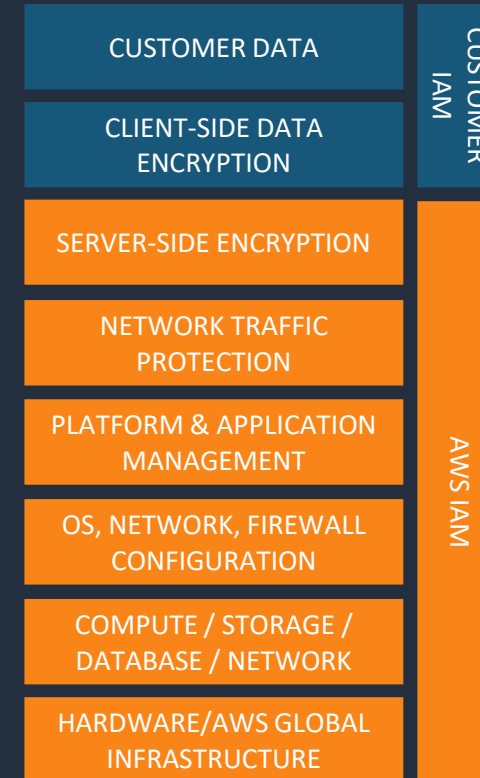 CUSTOMER DATA
CUSTOMER
IAM
CLIENT-SIDE DATA
ENCRYPTION
SERVER-SIDE ENCRYPTION
NETWORK TRAFFIC
PROTECTION
PLATFORM & APPLICATION
MANAGEMENT
AWS IAM
OS, NETWORK, FIREWALL
CONFIGURATION
COMPUTE / STORAGE /
DATABASE / NETWORK
HARDWARE/AWS GLOBAL
INFRASTRUCTURE